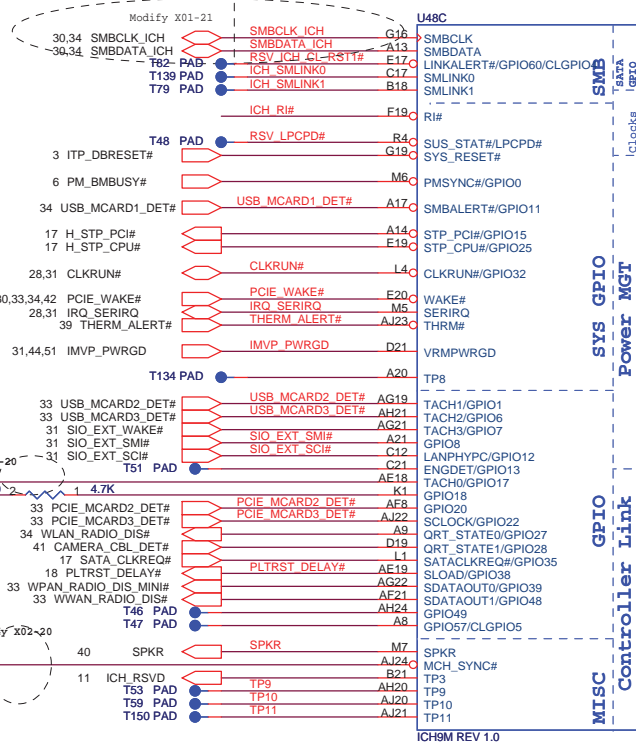 Modify X01-21
U48C
30,34 SMBCLK_ICH SMBCLK_ICH G16 SMBCLK
30,34 SMBDATA_ICH SMBDATA_ICH A13 SMBDATA
T82 PAD RSV_ICH_CL_RST1# E17 LINKALERT#/GPIO60/CLGPIO4
T139 PAD ICH_SMLINK0 C17 SMLINK0
T79 PAD ICH_SMLINK1 B18 SMLINK1
ICH_RI# F19 RI#
T48 PAD RSV_LPCPD# R4 SUS_STAT#/LPCPD#
3 ITP_DBRESET# G19 SYS_RESET#
6 PM_BMBUSY# M6 PMSYNC#/GPIO0
34 USB_MCARD1_DET# USB_MCARD1_DET# A17 SMBALERT#/GPIO11
17 H_STP_PCI# A14 STP_PCI#/GPIO15
17 H_STP_CPU# E19 STP_CPU#/GPIO25
28,31 CLKRUN# CLKRUN# L4 CLKRUN#/GPIO32
30,33,34,42 PCIE_WAKE# PCIE_WAKE# E20 WAKE#
28,31 IRQ_SERIRQ IRQ_SERIRQ M5 SERIRQ
39 THERM_ALERT# THERM_ALERT# AJ23 THRM#
31,44,51 IMVP_PWRGD IMVP_PWRGD D21 VRMPWRGD
T134 PAD A20 TP8
33 USB_MCARD2_DET# USB_MCARD2_DET# AG19 TACH1/GPIO1
33 USB_MCARD3_DET# USB_MCARD3_DET# AH21 TACH2/GPIO6
31 SIO_EXT_WAKE# AG21 TACH3/GPIO7
31 SIO_EXT_SMI# SIO_EXT_SMI# A21 GPIO8
31 SIO_EXT_SCI# SIO_EXT_SCI# C12 LANPHYPC/GPIO12
-20
T51 PAD C21 ENGDET/GPIO13
AE18 TACH0/GPIO17
2 1 4.7K K1 GPIO18
33 PCIE_MCARD2_DET# PCIE_MCARD2_DET# AF8 GPIO20
33 PCIE_MCARD3_DET# PCIE_MCARD3_DET# AJ22 SCLOCK/GPIO22
34 WLAN_RADIO_DIS# A9 QRT_STATE0/GPIO27
41 CAMERA_CBL_DET# D19 QRT_STATE1/GPIO28
17 SATA_CLKREQ# L1 SATACLKREQ#/GPIO35
18 PLTRST_DELAY# PLTRST_DELAY# AE19 SLOAD/GPIO38
33 WPAN_RADIO_DIS_MINI# AG22 SDATAOUT0/GPIO39
33 WWAN_RADIO_DIS# AF21 SDATAOUT1/GPIO48
T46 PAD AH24 GPIO49
T47 PAD A8 GPIO57/CLGPIO5
y X02-20
40 SPKR SPKR M7 SPKR
AJ24 MCH_SYNC#
11 ICH_RSVD B21 TP3
T53 PAD TP9 AH20 TP9
T59 PAD TP10 AJ20 TP10
T150 PAD TP11 AJ21 TP11
ICH9M REV 1.0
SMB
SATA
GPIO
Clocks
SYS GPIO
Power MGT
GPIO
Controller Link
MISC